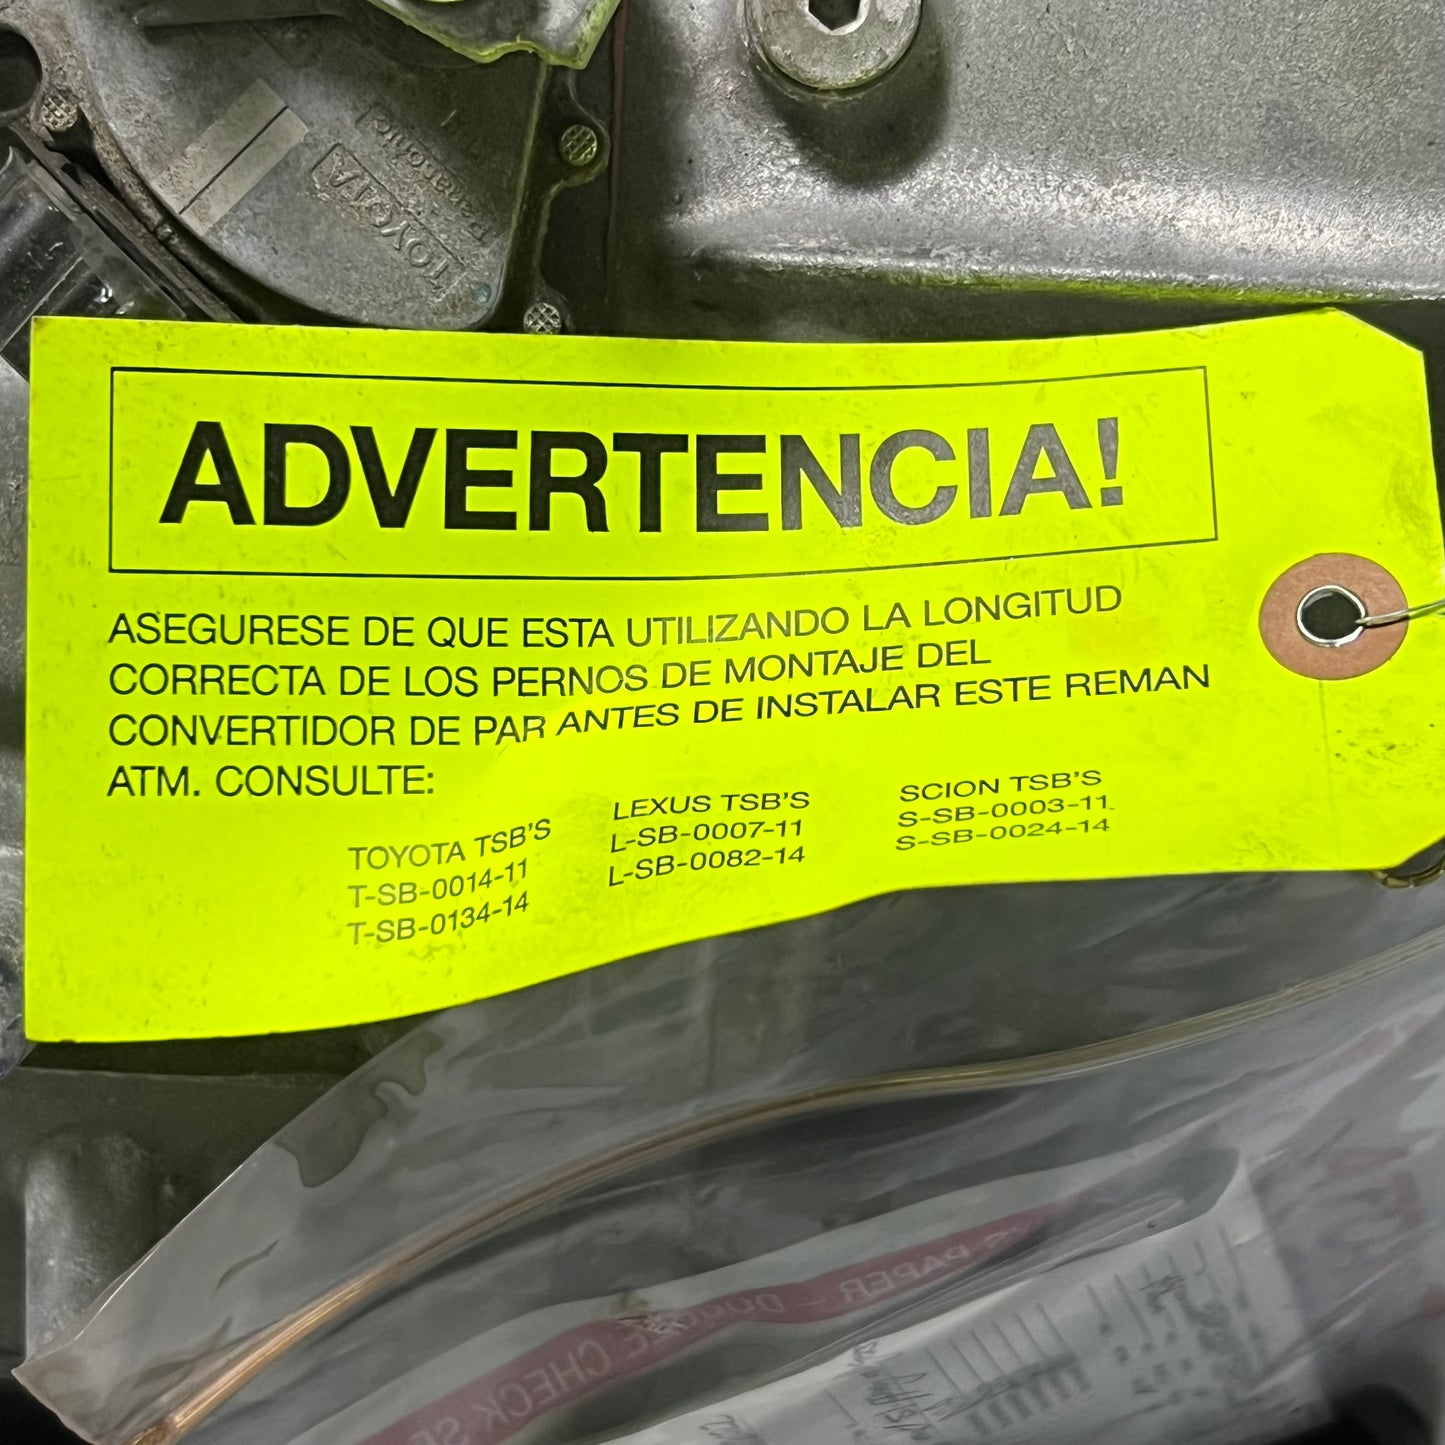 TOYOTA
Panasonic
ADVERTENCIA!
ASEGURESE DE QUE ESTA UTILIZANDO LA LONGITUD
CORRECTA DE LOS PERNOS DE MONTAJE DEL
CONVERTIDOR DE PAR ANTES DE INSTALAR ESTE REMAN
ATM. CONSULTE:
TOYOTA TSB'S
T-SB-0014-11
T-SB-0134-14
LEXUS TSB'S
L-SB-0007-11
L-SB-0082-14
SCION TSB'S
S-SB-0003-11
S-SB-0024-14
PAPER - DOUBLE CHECK